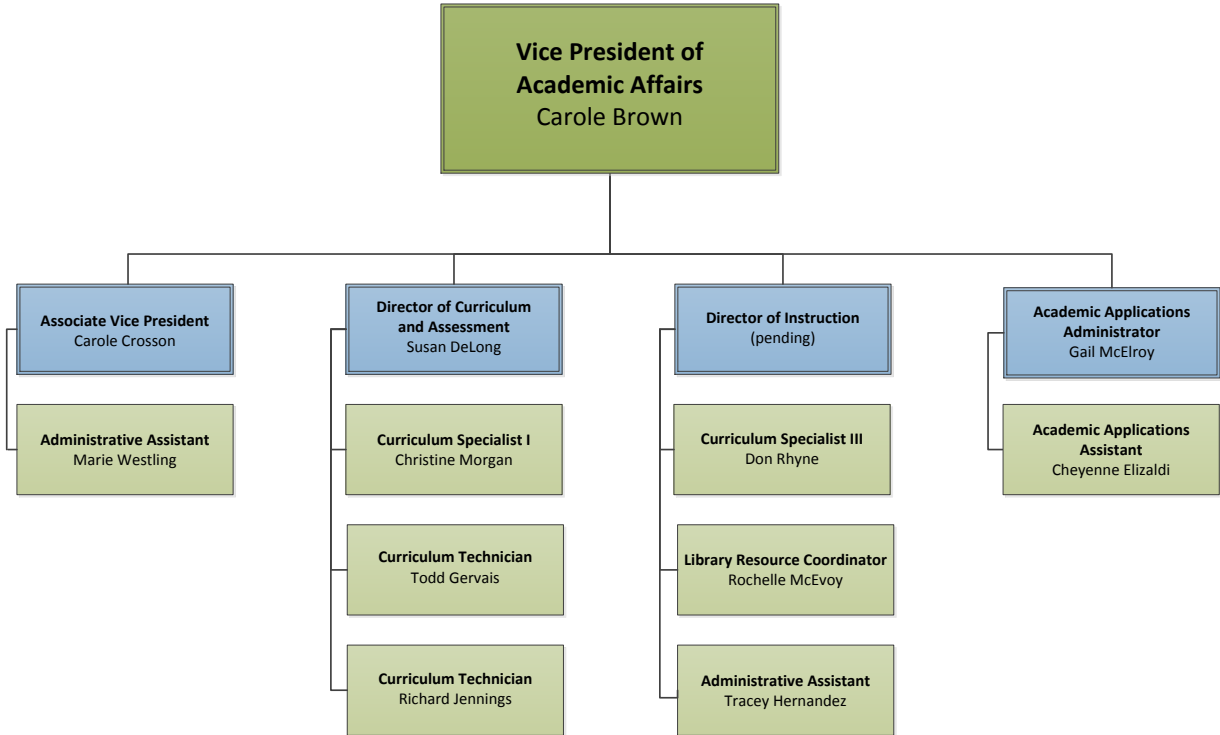 Vice President of
Academic Affairs
Carole Brown
Associate Vice President
Carole Crosson
Director of Curriculum
and Assessment
Susan DeLong
Director of Instruction
(pending)
Academic Applications
Administrator
Gail McElroy
Administrative Assistant
Marie Westling
Curriculum Specialist I
Christine Morgan
Curriculum Specialist III
Don Rhyne
Academic Applications
Assistant
Cheyenne Elizaldi
Curriculum Technician
Todd Gervais
Library Resource Coordinator
Rochelle McEvoy
Curriculum Technician
Richard Jennings
Administrative Assistant
Tracey Hernandez